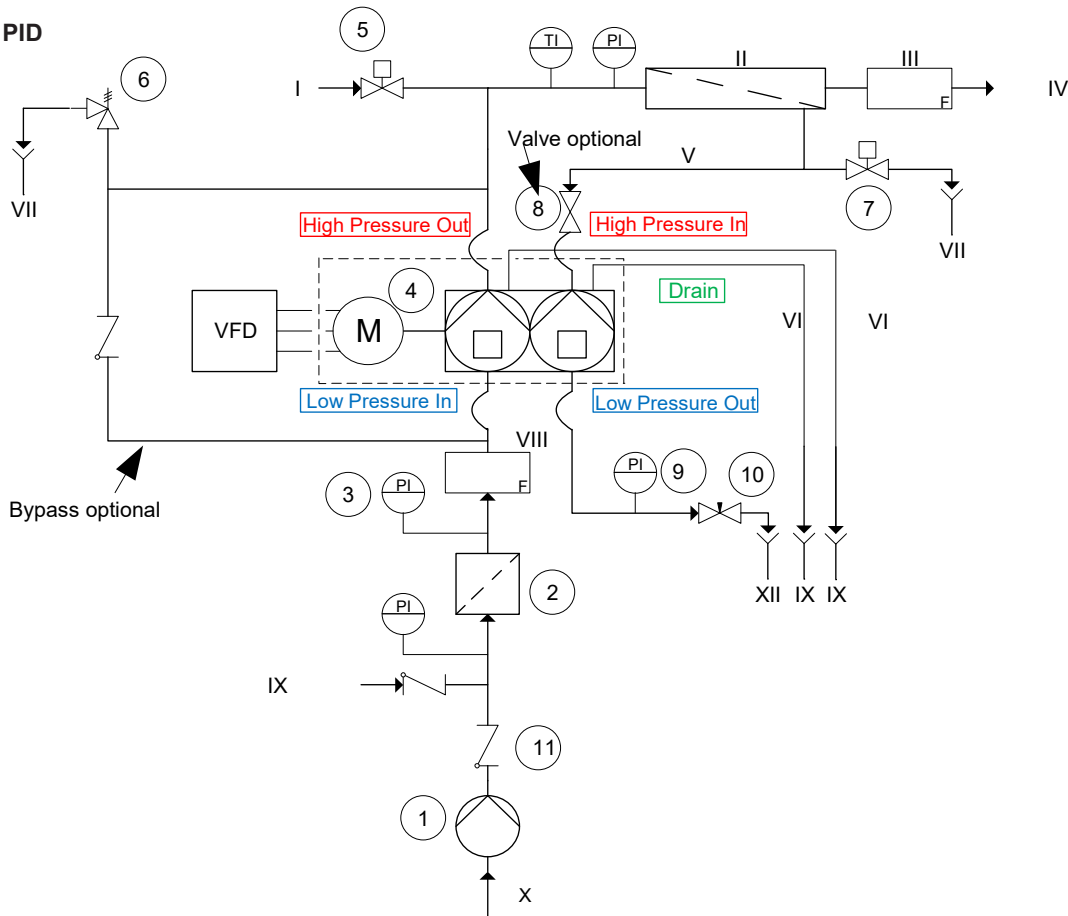 PID
5
TI
PI
II
III
6
I
F
IV
Valve optional
V
VII
8
7
High Pressure Out
High Pressure In
VII
4
Drain
VFD
M
VI
VI
Low Pressure In
Low Pressure Out
VIII
PI
9
10
3
PI
F
Bypass optional
2
XII
IX
IX
PI
IX
11
1
X